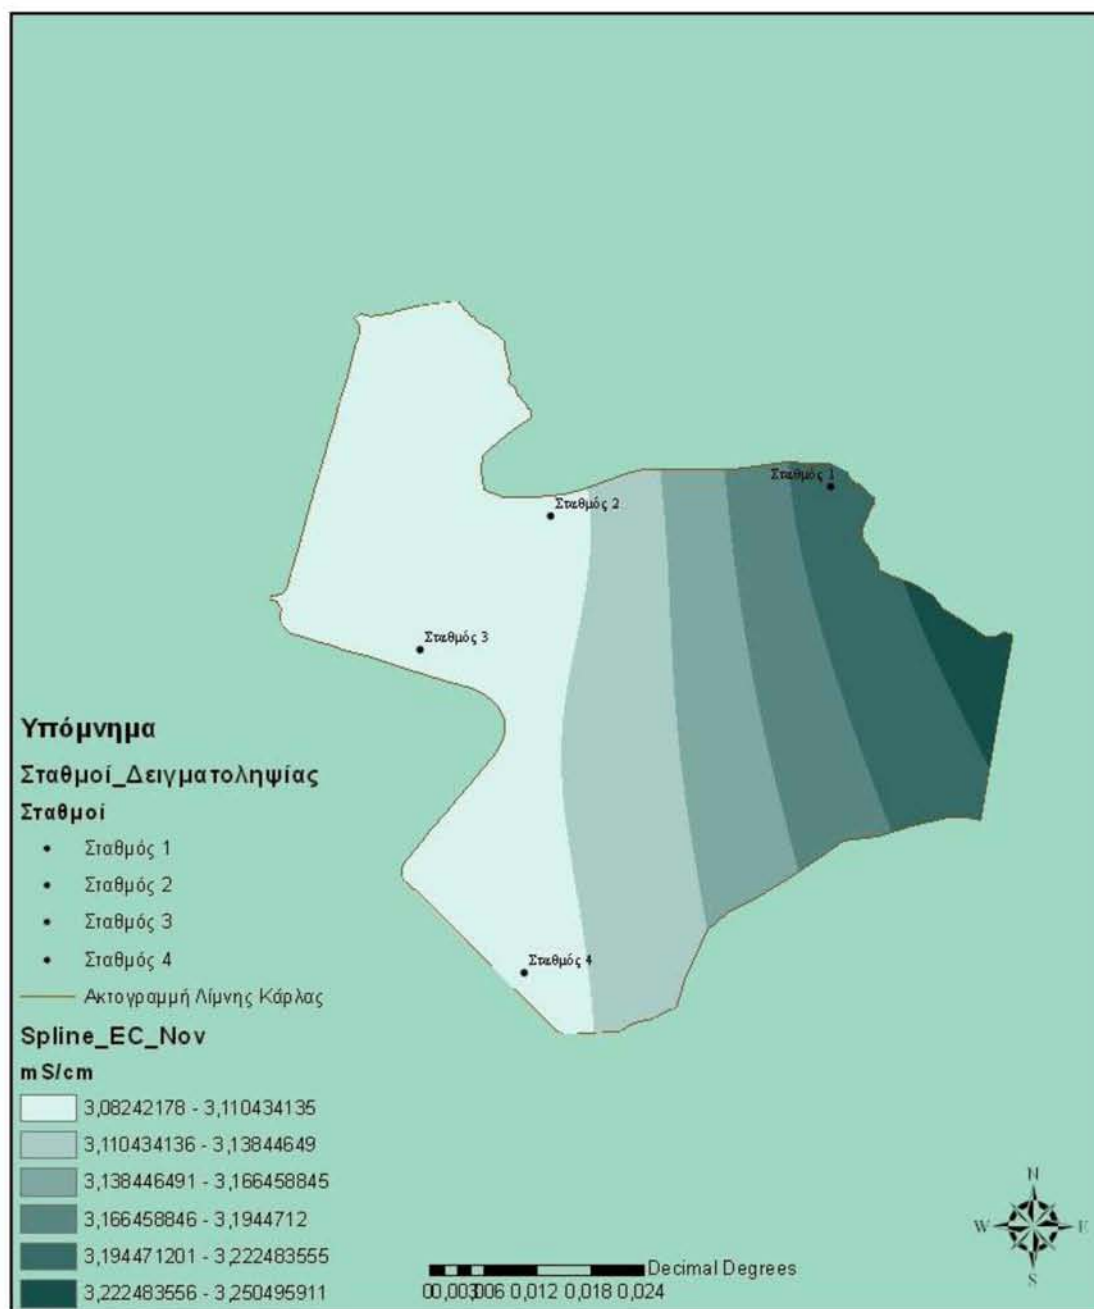 Σταθμός 1
Σταθμός 2
Σταθμός 3
Σταθμός 4
Υπόμνημα
Σταθμοί_Δειγματοληψίας
Σταθμοί
Σταθμός 1
Σταθμός 2
Σταθμός 3
Σταθμός 4
Ακτογραμμή Λίμνης Κάρλας
Spline_EC_Nov
mS/cm
3,08242178 - 3,110434135
3,110434136 - 3,13844649
3,138446491 - 3,166458845
3,166458846 - 3,1944712
3,194471201 - 3,222483555
3,222483556 - 3,250495911
Decimal Degrees
0 0,003 0,006 0,012 0,018 0,024
N
W E
S